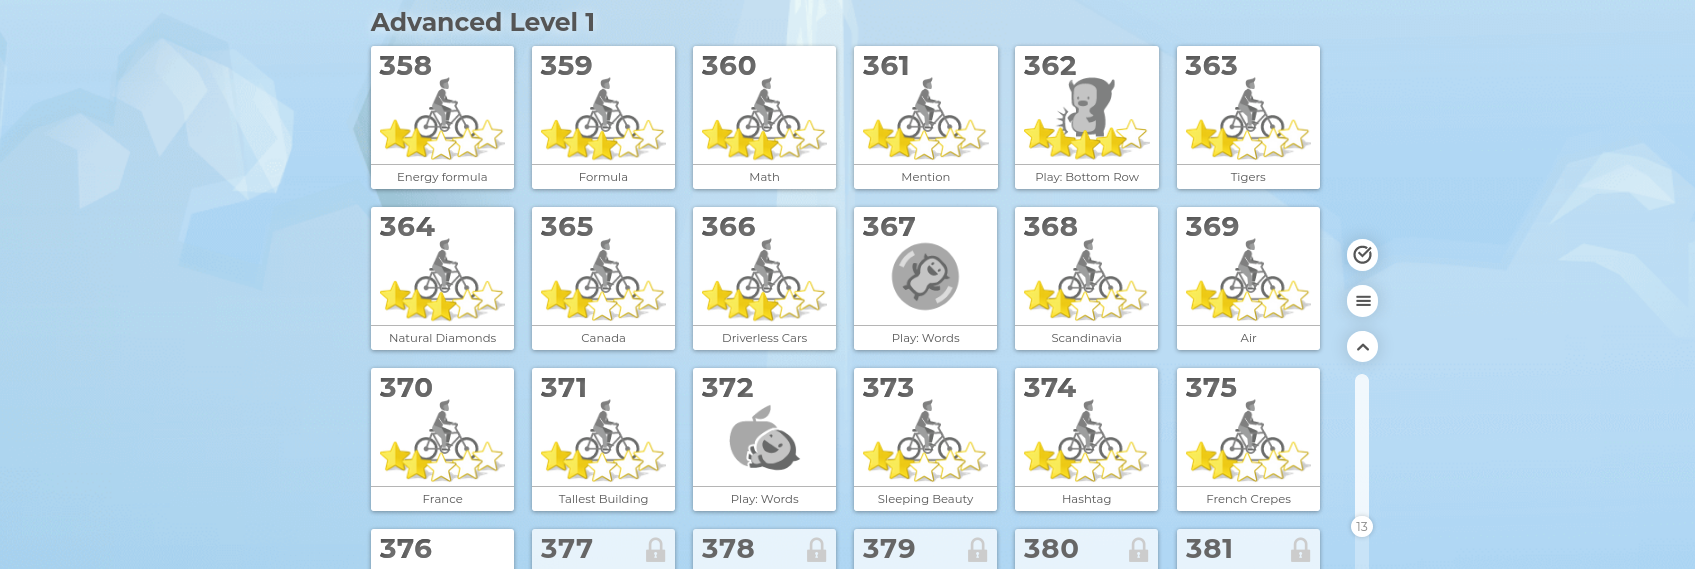 Advanced Level 1
358 359 360 361 362 363
Energy formula Formula Math Mention Play: Bottom Row Tigers
364 365 366 367 368 369
Natural Diamonds Canada Driverless Cars Play: Words Scandinavia Air
370 371 372 373 374 375
France Tallest Building Play: Words Sleeping Beauty Hashtag French Crepes
13
376 377 378 379 380 381